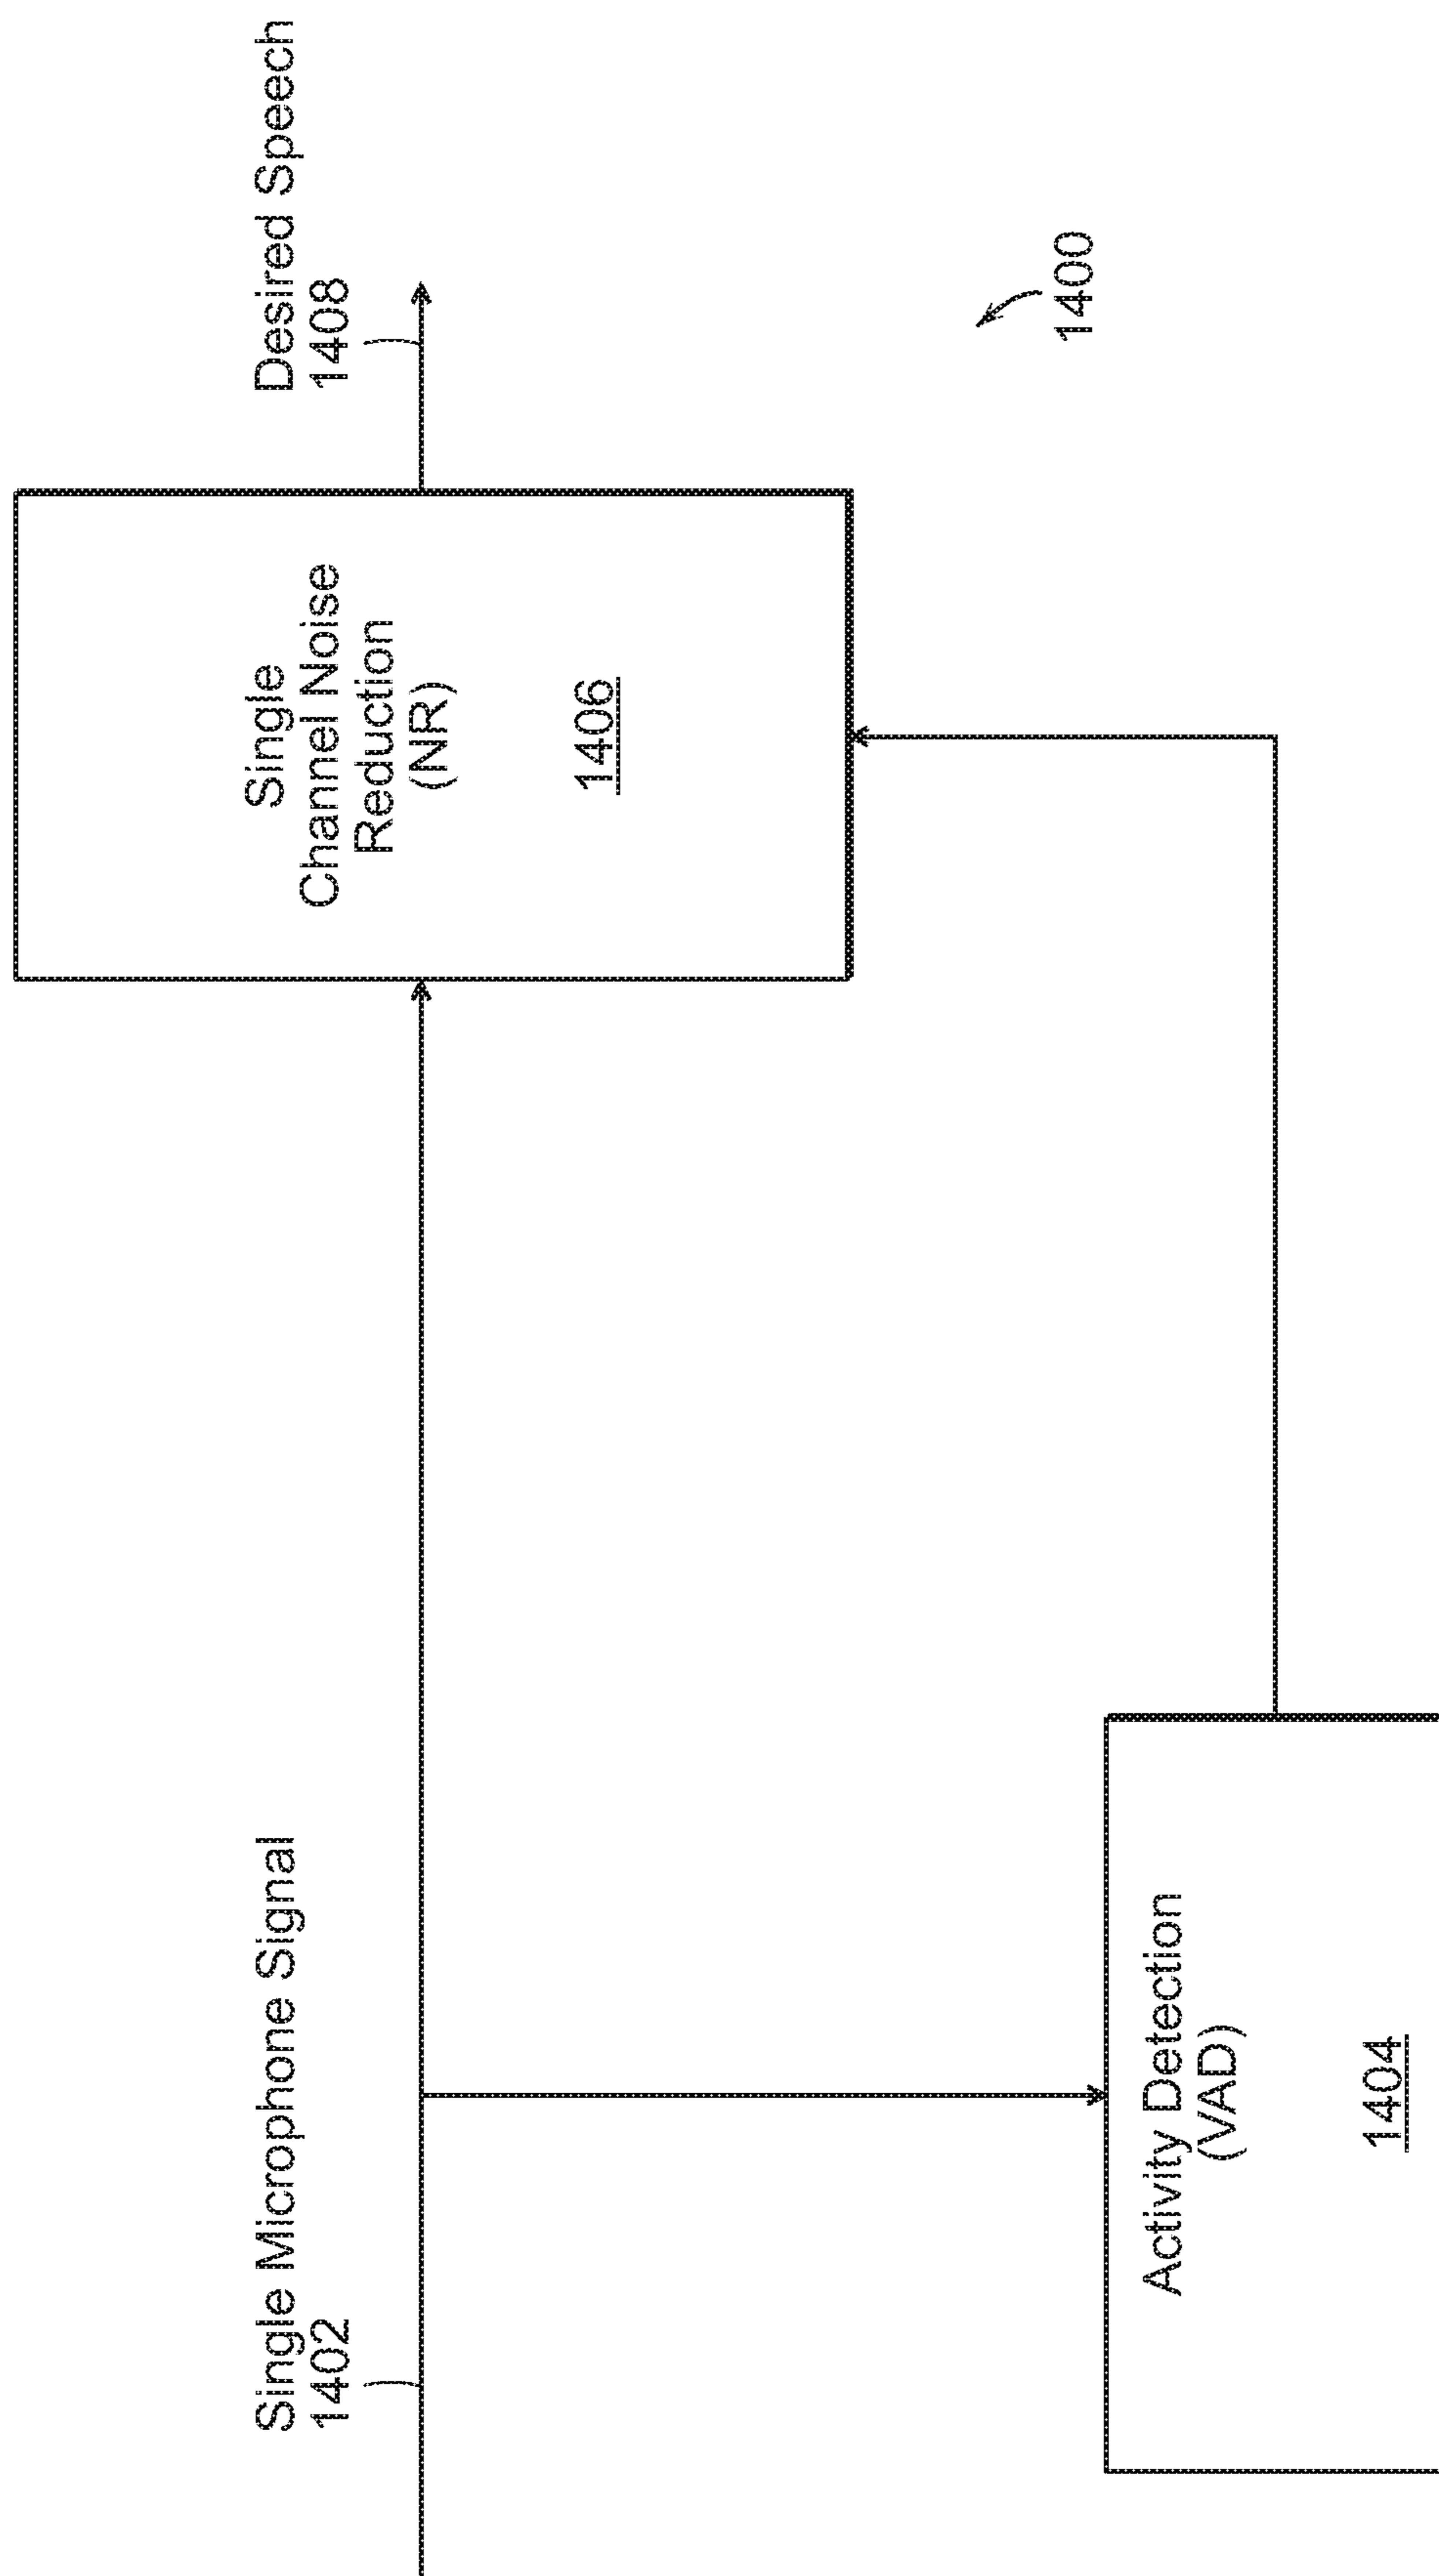 Single Microphone Signal
1402
Single
Channel Noise
Reduction
(NR)
1406
Desired Speech
1408
Activity Detection
(VAD)
1404
1400